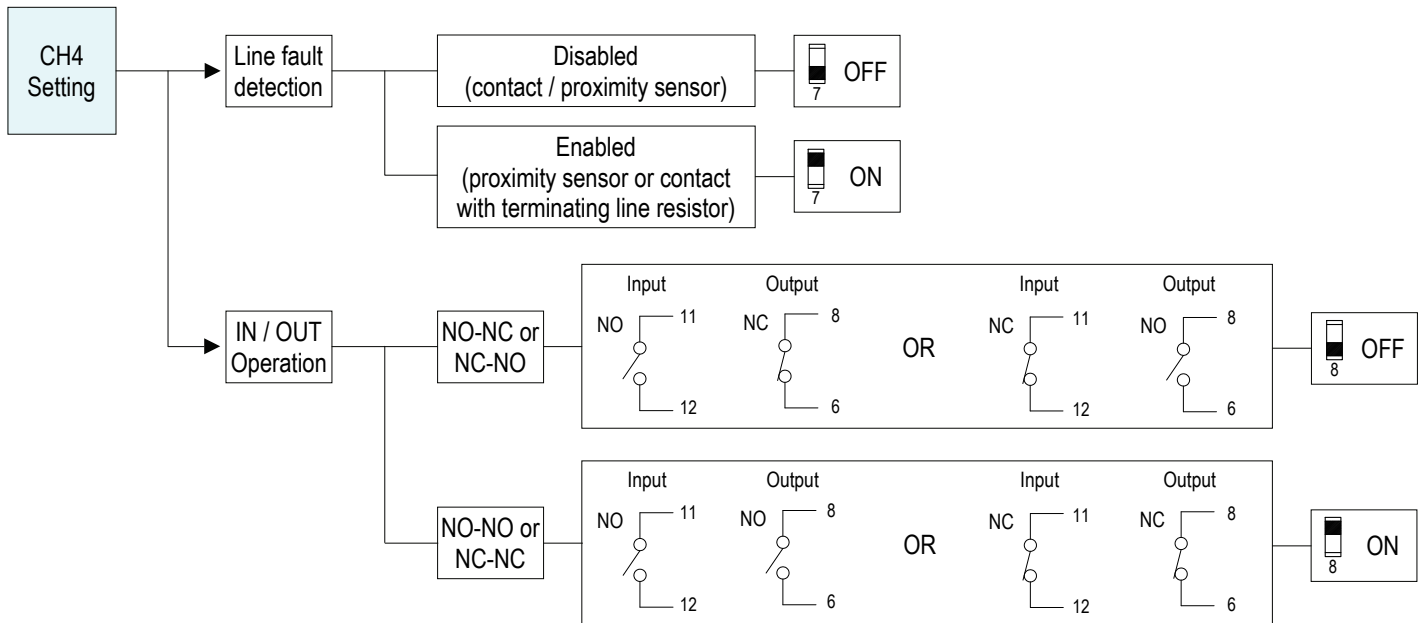 CH4
Setting
Line fault
detection
Disabled
(contact / proximity sensor)
7
OFF
Enabled
(proximity sensor or contact
with terminating line resistor)
7
ON
IN / OUT
Operation
NO-NC or
NC-NO
Input
NO
11
12
Output
NC
8
6
OR
Input
NC
11
12
Output
NO
8
6
8
OFF
NO-NO or
NC-NC
Input
NO
11
12
Output
NO
8
6
OR
Input
NC
11
12
Output
NC
8
6
8
ON